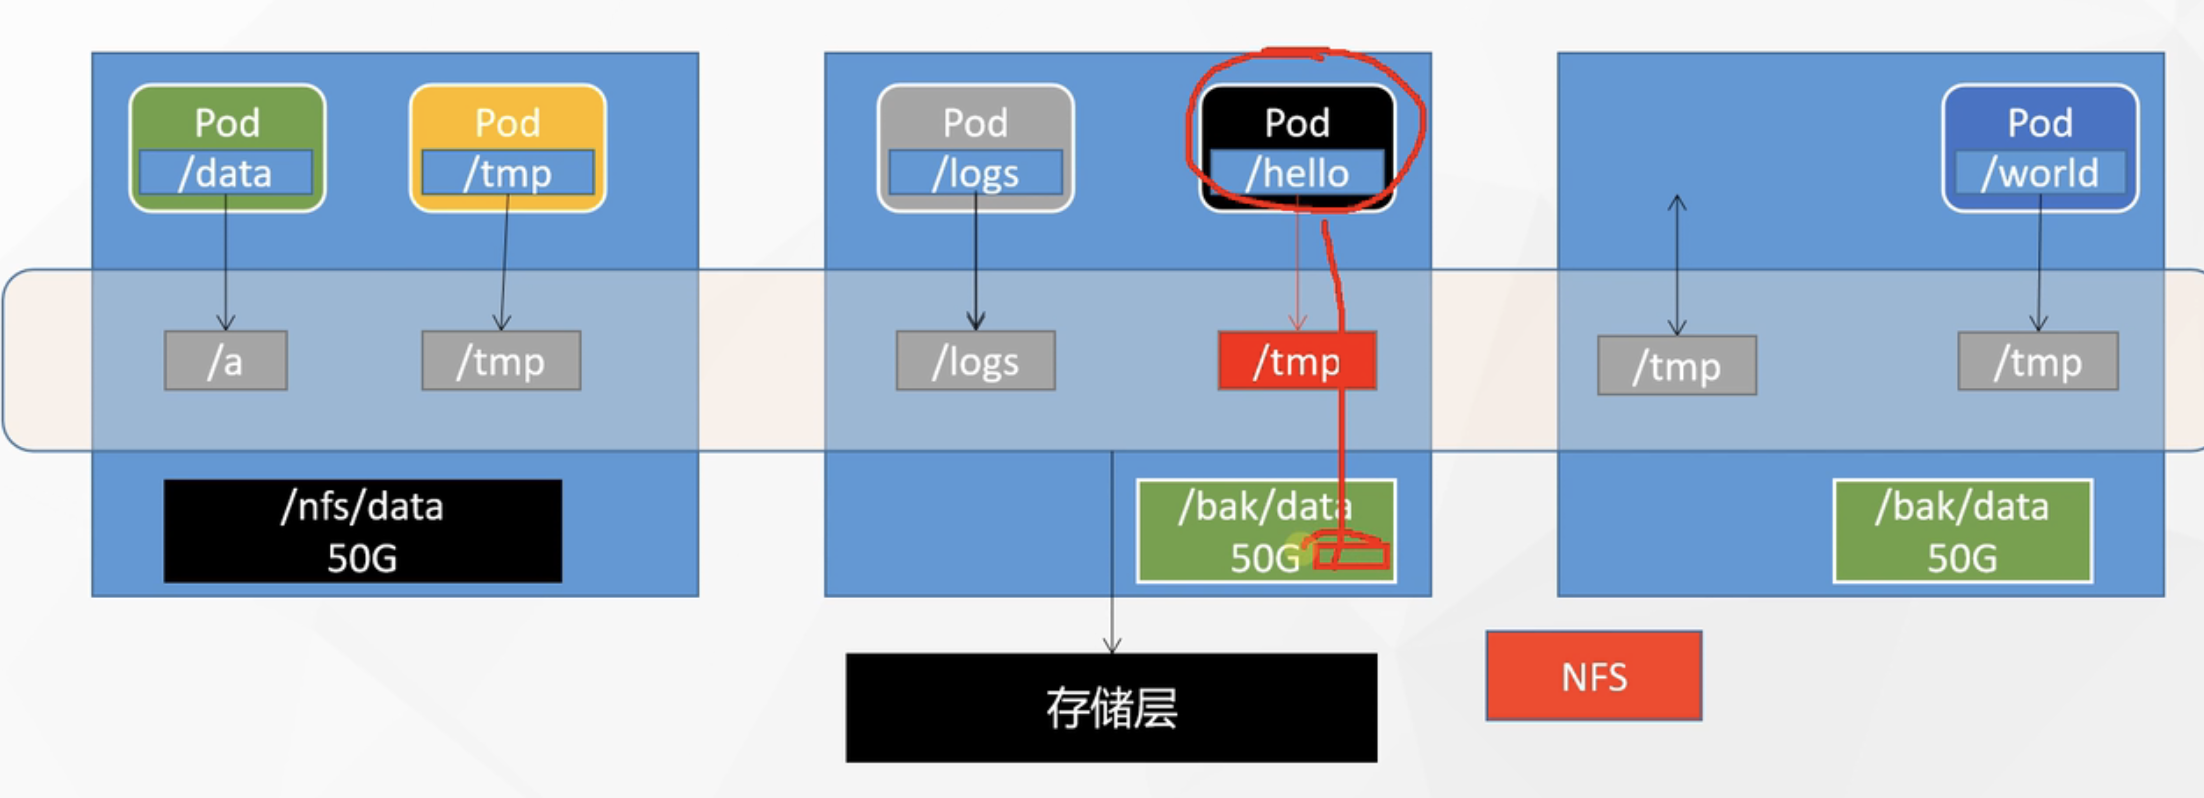 Pod
/data
Pod
/tmp
Pod
/logs
Pod
/hello
Pod
/world
/a
/tmp
/logs
/tmp
/tmp
/tmp
/nfs/data
50G
/bak/data
50G
/bak/data
50G
存储层
NFS